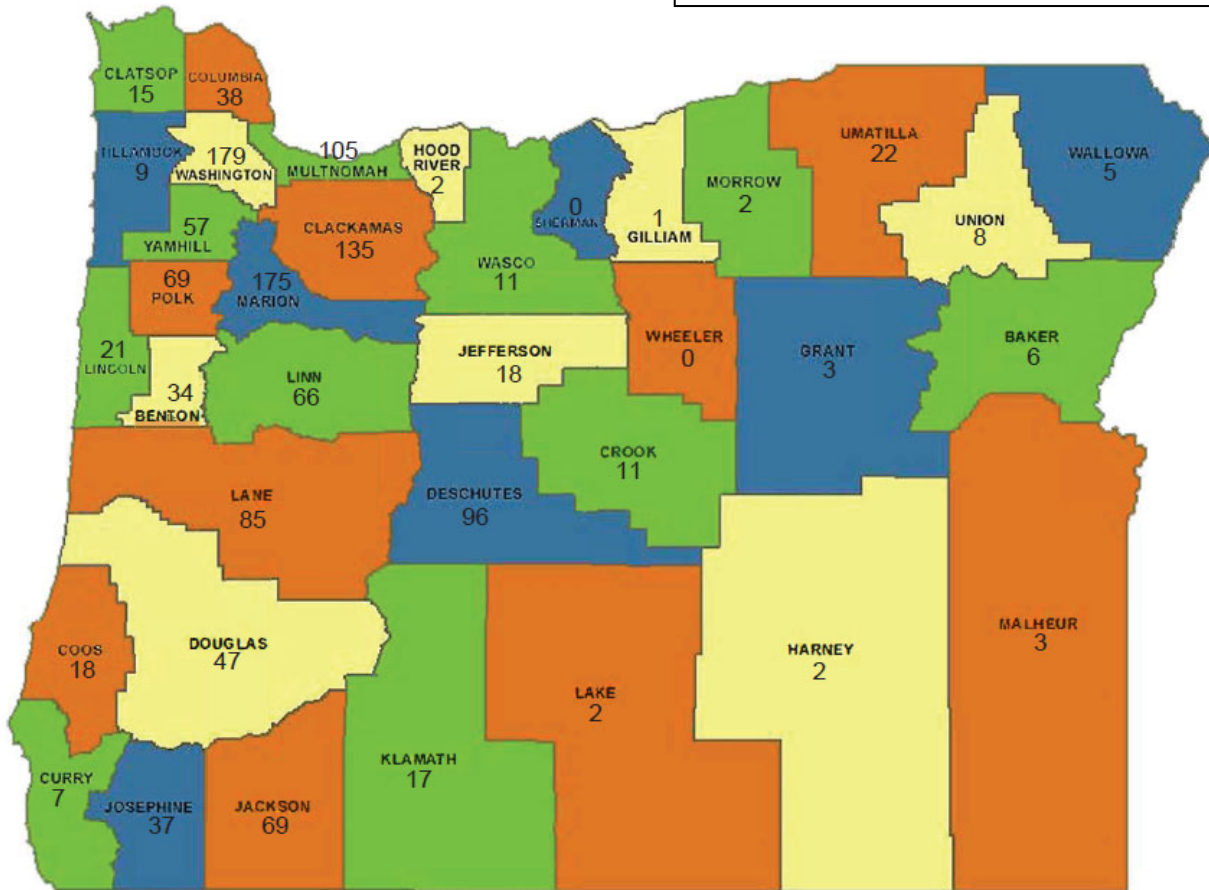 CLATSOP
15
COLUMBIA
38
TILLAMOOK
9
179
WASHINGTON
105
MULTNOMAH
HOOD
RIVER
2
57
YAMHILL
CLACKAMAS
135
69
POLK
175
MARION
WASCO
11
0
SHERMAN
1
GILLIAM
MORROW
2
UMATILLA
22
UNION
8
WALLOWA
5
21
LINCOLN
34
BENTON
LINN
66
JEFFERSON
18
WHEELER
0
GRANT
3
BAKER
6
LANE
85
DESCHUTES
96
CROOK
11
COOS
18
DOUGLAS
47
LAKE
2
HARNEY
2
MALHEUR
3
CURRY
7
JOSEPHINE
37
JACKSON
69
KLAMATH
17